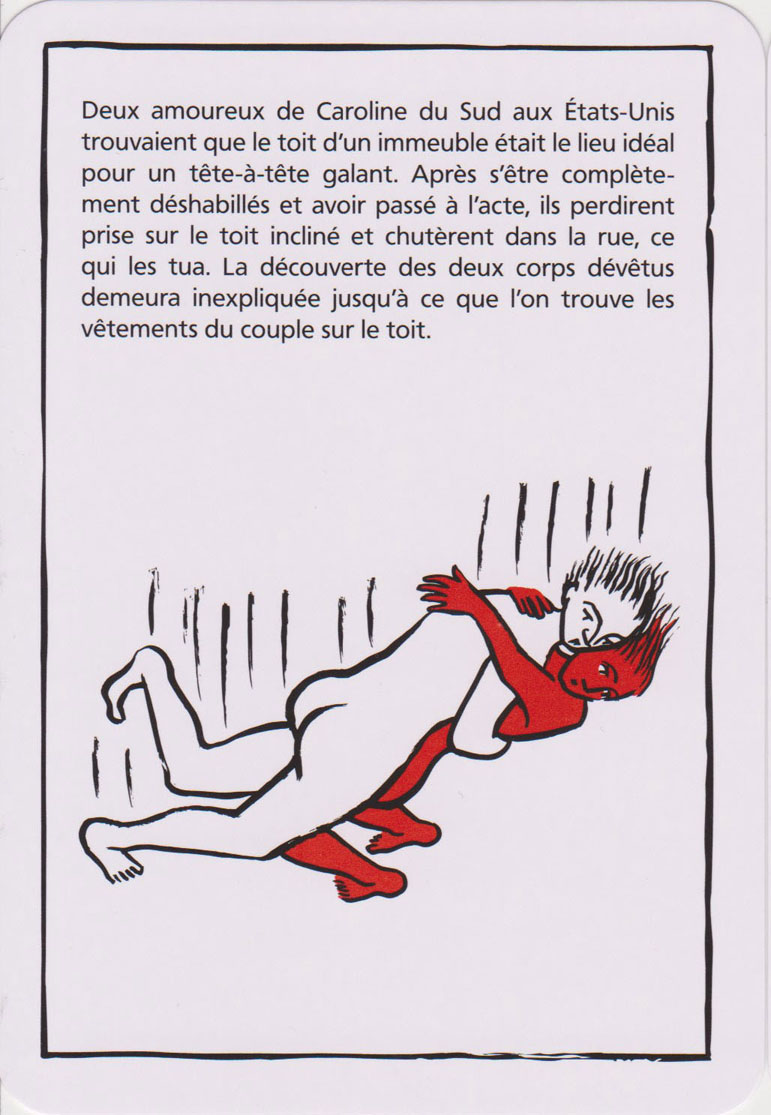 Deux amoureux de Caroline du Sud aux États-Unis
trouvaient que le toit d’un immeuble était le lieu idéal
pour un tête-à-tête galant. Après s’être complète-
ment déshabillés et avoir passé à l’acte, ils perdirent
prise sur le toit incliné et chutèrent dans la rue, ce
qui les tua. La découverte des deux corps dévêtus
demeura inexpliquée jusqu’à ce que l’on trouve les
vêtements du couple sur le toit.